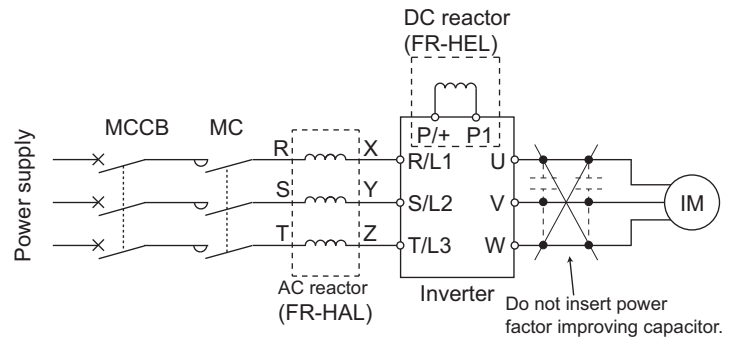 DC reactor
(FR-HEL)
MCCB
MC
P/+ P1
Power supply
R X R/L1 U
S Y S/L2 V IM
T Z T/L3 W
AC reactor
(FR-HAL)
Inverter
Do not insert power
factor improving capacitor.